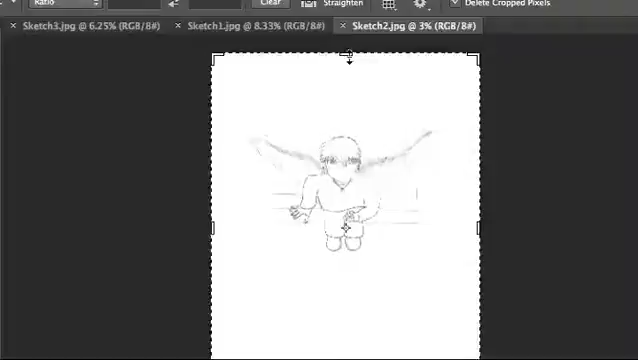 Ratio Clear Straighten Delete Cropped Pixels
× Sketch3.jpg @ 6.25% (RGB/8#) × Sketch1.jpg @ 8.33% (RGB/8#) × Sketch2.jpg @ 3% (RGB/8#)